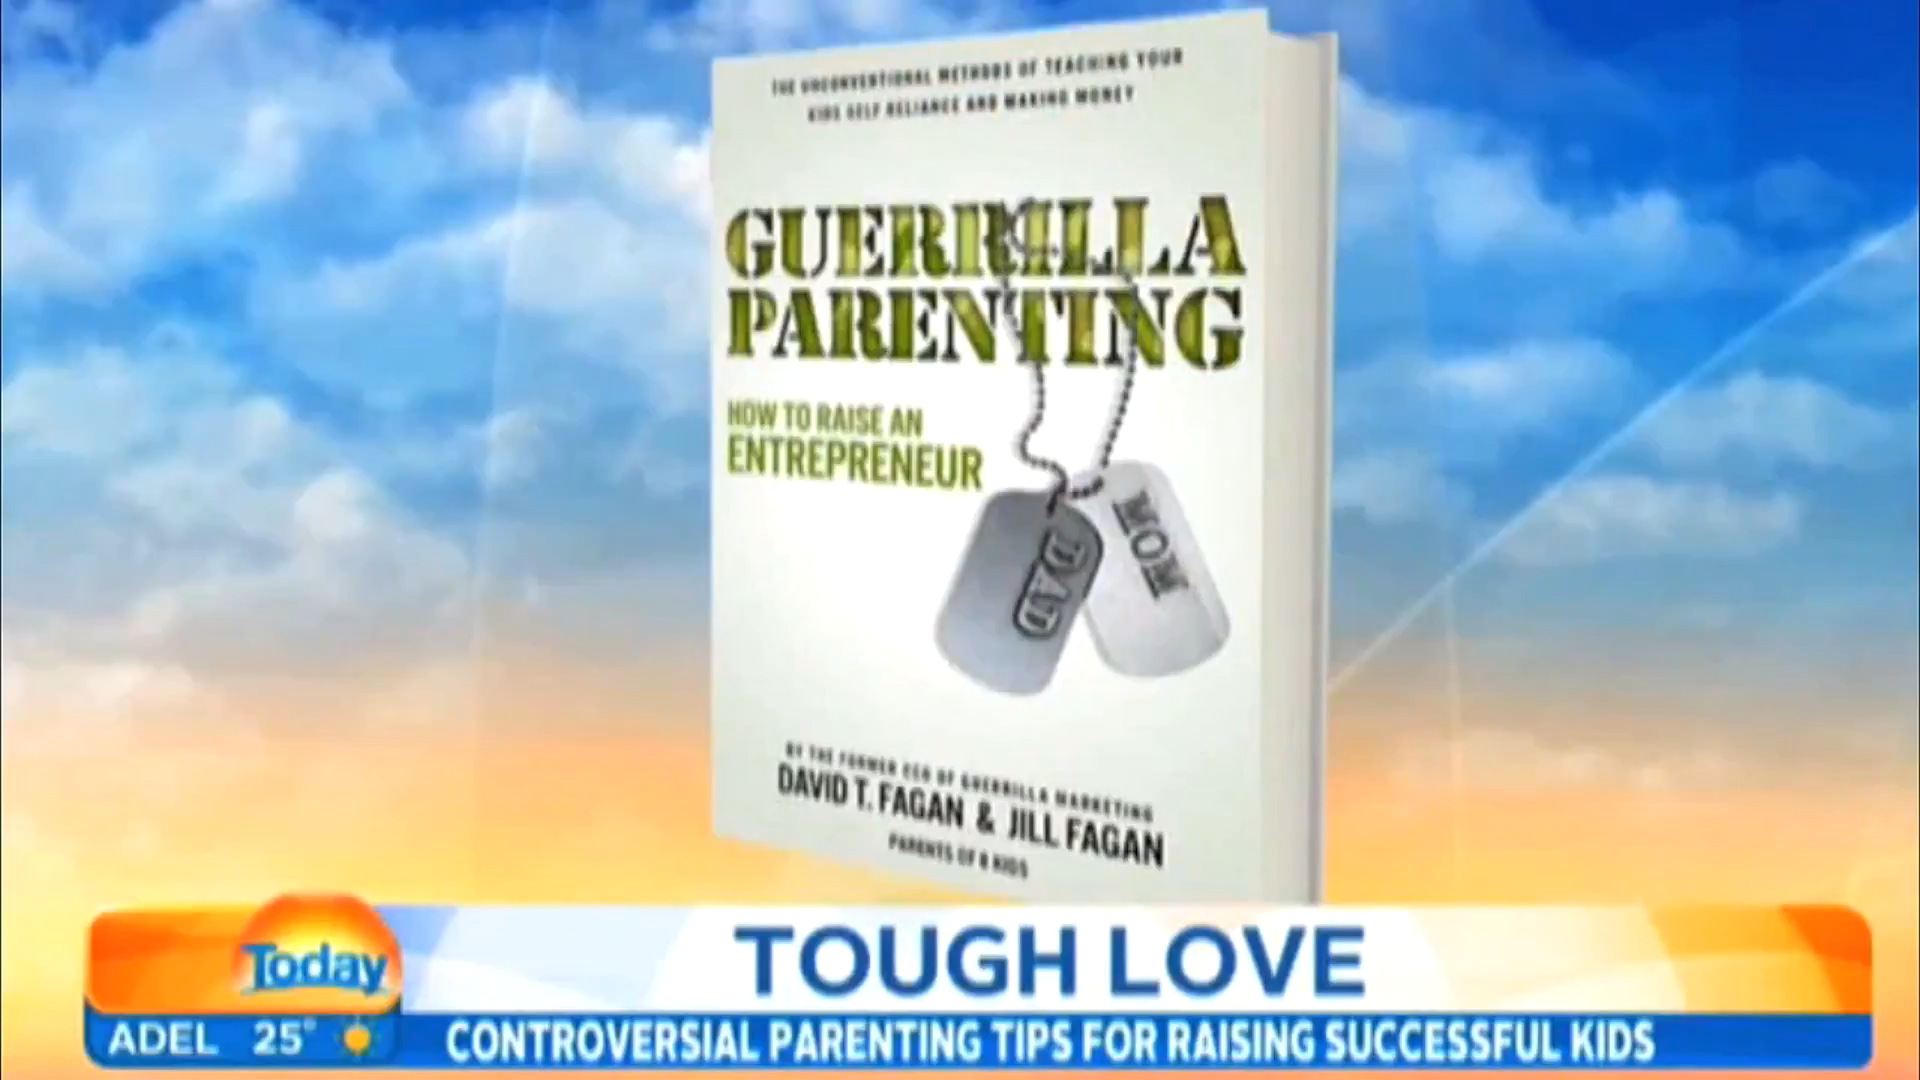 THE UNCONVENTIONAL METHODS OF TEACHING YOUR
KIDS SELF RELIANCE AND MAKING MONEY
GUERRILLA
PARENTING
HOW TO RAISE AN
ENTREPRENEUR
DAD
MOM
BY THE FORMER CEO OF GUERRILLA MARKETING
DAVID T. FAGAN & JILL FAGAN
PARENTS OF 8 KIDS
Today
TOUGH LOVE
ADEL 25°
CONTROVERSIAL PARENTING TIPS FOR RAISING SUCCESSFUL KIDS